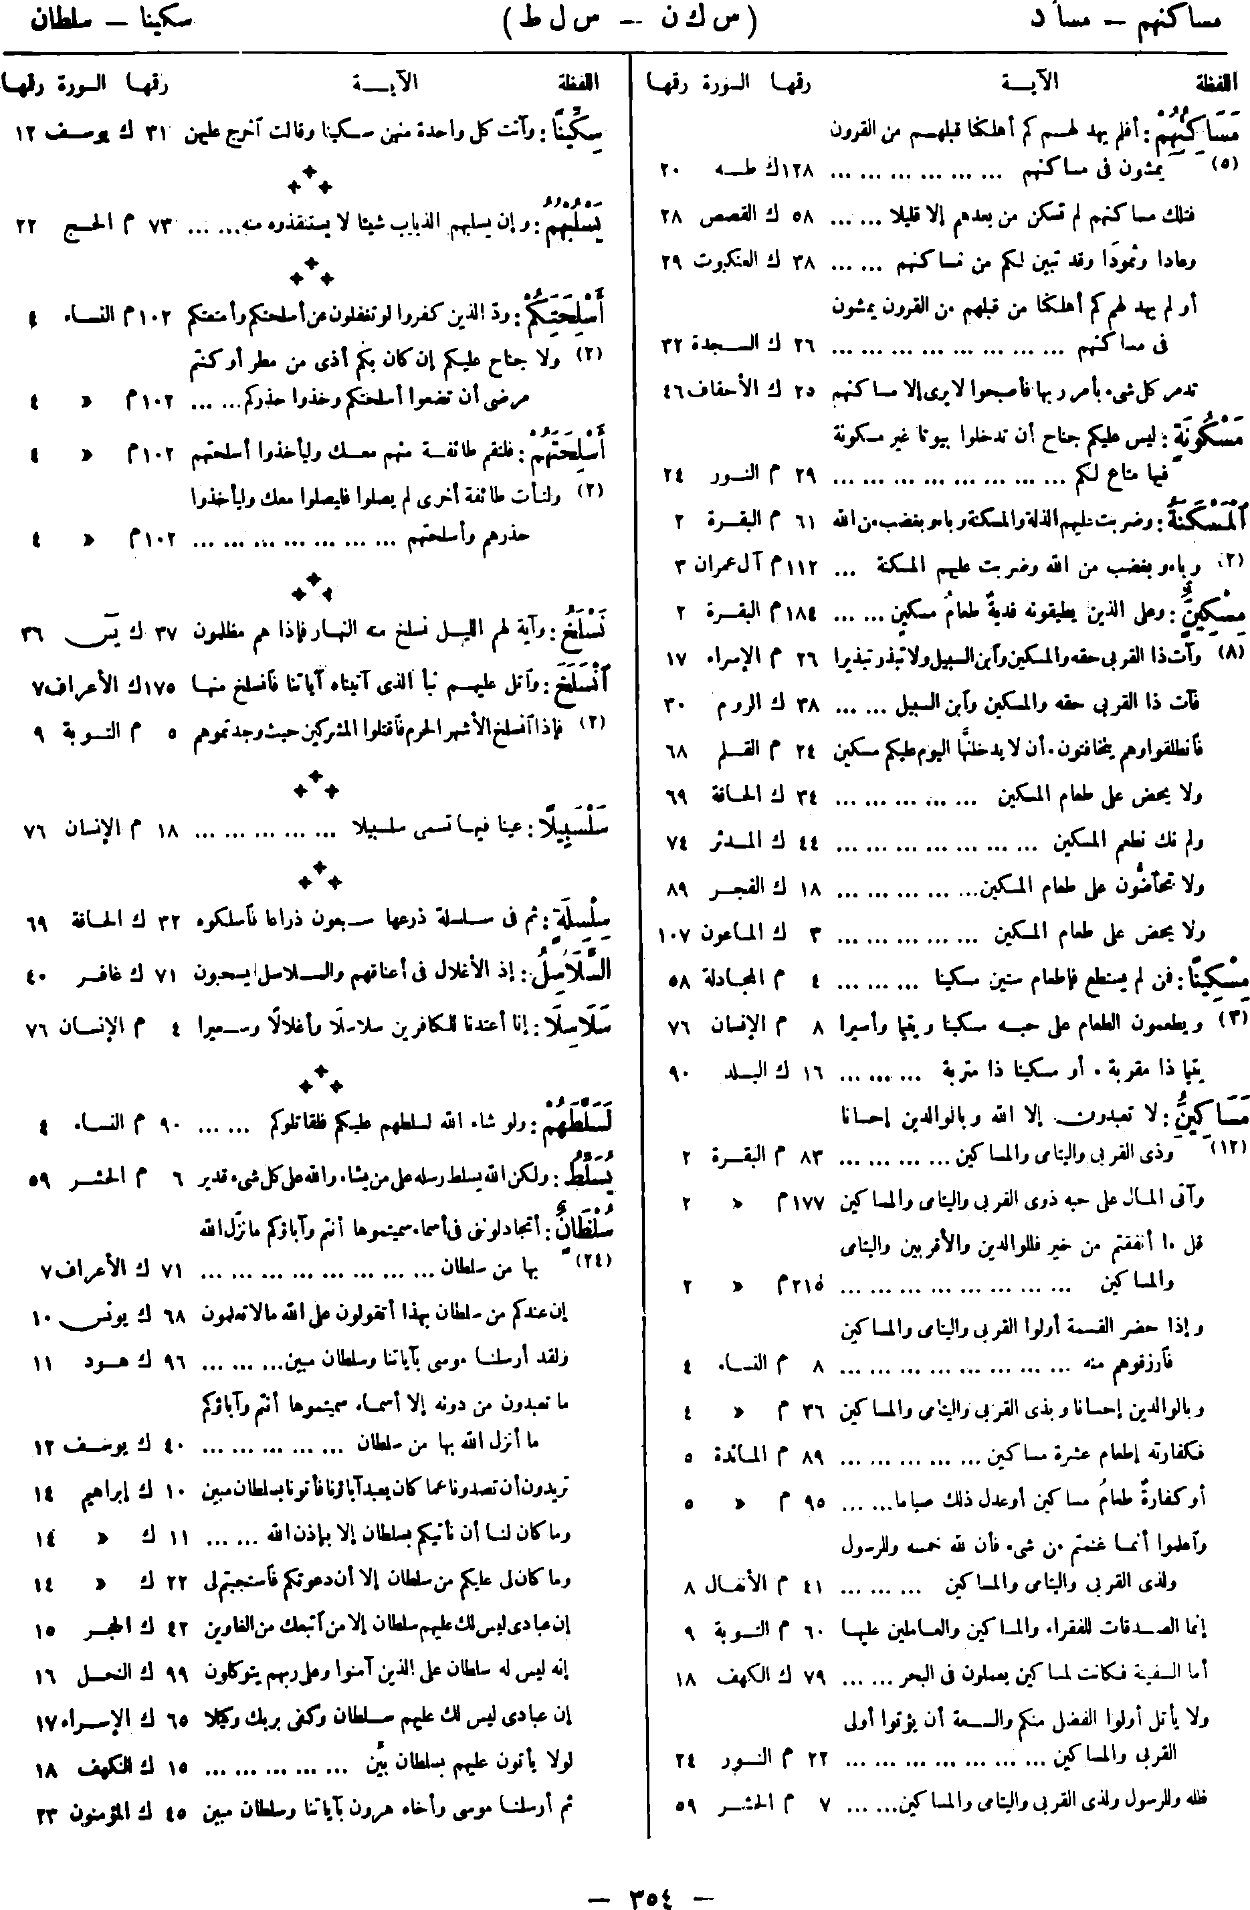 مساكنهم — مسا د (س ك ن — س ل ط) سكينا — سلطان
اللفظة الآيـــة رقمها السورة رقمها
مَسَاكِنِهِمْ : أفلم يهد لهم كم أهلكنا قبلهم من القرون
(٥) يمشون فى مساكنهم ... ... ... ... ... ... ١٢٨ ك طـه ٢٠
فتلك مساكنهم لم تسكن من بعدهم إلا قليلا ... ... ٥٨ ك القصص ٢٨
وعادا وثمودَا وقد تبين لكم من مساكنهم ... ... ٣٨ ك العنكبوت ٢٩
أو لم يهد لهم كم أهلكنا من قبلهم من القرون يمشون
فى مساكنهم ... ... ... ... ... ... ... ... ٢٦ ك السجدة ٣٢
تدمر كل شىء بأمر ربها فأصبحوا لا يرى إلا مساكنهم ٢٥ ك الأحقاف ٤٦
مَسْكُونَةٍ : ليس عليكم جناح أن تدخلوا بيوتا غير مسكونة
فيها متاع لكم ... ... ... ... ... ... ... ... ٢٩ م النور ٢٤
اَلْمَسْكَنَةُ : وضربت عليهم الذلة والمسكنة وباءو بغضب من الله ٦١ م البقرة ٢
(٢) وباءو بغضب من الله وضربت عليهم المسكنة ... ١١٢ م آل عمران ٣
مِسْكِينٍ : وعلى الذين يطيقونه فديةٌ طعامُ مسكينٍ ... ... ١٨٤ م البقرة ٢
(٨) وآت ذا القربى حقه والمسكين وابن السبيل ولا تبذر تبذيرا ٢٦ م الإسراء ١٧
فآت ذا القربى حقه والمسكين وٱبن السبيل ... ... ٣٨ ك الروم ٣٠
فٱنطلقوا وهم يتخافتون . أن لا يدخلنَّها اليوم عليكم مسكين ٢٤ م القلم ٦٨
ولا يحض على طعام المسكين ... ... ... ... ... ٣٤ ك الحاقة ٦٩
ولم نك نطعم المسكين ... ... ... ... ... ... ... ٤٤ ك المدثر ٧٤
ولا تحاضُّون على طعام المسكين ... ... ... ... ... ١٨ ك الفجر ٨٩
ولا يحض على طعام المسكين ... ... ... ... ... ٣ ك الماعون ١٠٧
مِسْكِينًا : فمن لم يستطع فإطعام ستين مسكينا ... ... ... ٤ م المجادلة ٥٨
(٣) ويطعمون الطعام على حبه مسكينا ويتيما وأسيرا ٨ م الإنسان ٧٦
يتيما ذا مقربة . أو مسكينا ذا متربة ... ... ... ١٦ ك البلد ٩٠
مَسَاكِينَ : لا تعبدون إلا الله وبالوالدين إحسانا
(١٢) وذى القربى واليتامى والمساكين ... ... ... ... ٨٣ م البقرة ٢
وآتى المال على حبه ذوى القربى واليتامى والمساكين ١٧٧ م » ٢
قل ما أنفقتم من خير فللوالدين والأقربين واليتامى
والمساكين ... ... ... ... ... ... ... ... ٢١٥ م » ٢
وإذا حضر القسمة أولوا القربى واليتامى والمساكين
فٱرزقوهم منه ... ... ... ... ... ... ... ... ٨ م النساء ٤
وبالوالدين إحسانا وبذى القربى واليتامى والمساكين ٣٦ م » ٤
فكفارته إطعام عشرة مساكين ... ... ... ... ... ٨٩ م المائدة ٥
أو كفارةٌ طعامُ مساكين أو عدل ذلك صياما ... ... ٩٥ م » ٥
وٱعلموا أنما غنمتم من شىء فأن لله خمسه وللرسول
ولذى القربى واليتامى والمساكين ... ... ... ٤١ م الأنفال ٨
إنما الصدقات للفقراء والمساكين والعاملين عليها ٦٠ م التوبة ٩
أما السفينة فكانت لمساكين يعملون فى البحر ... ... ٧٩ ك الكهف ١٨
ولا يأتل أولوا الفضل منكم والسعة أن يؤتوا أولى
القربى والمساكين ... ... ... ... ... ... ... ٢٢ م النور ٢٤
فلله وللرسول ولذى القربى واليتامى والمساكين ... ... ٧ م الحشر ٥٩
اللفظة الآيـــة رقمها السورة رقمها
سِكِّينًا : وآتت كل واحدة منهن سكينا وقالت ٱخرج عليهن ٣١ ك يوسف ١٢
يَسْلُبْهُمُ : وإن يسلبهم الذباب شيئا لا يستنقذوه منه ... ... ٧٣ م الحج ٢٢
أَسْلِحَتِكُمْ : ودّ الذين كفروا لو تغفلون عن أسلحتكم وأمتعتكم ١٠٢ م النساء ٤
(٢) ولا جناح عليكم إن كان بكم أذى من مطر أو كنتم
مرضى أن تضعوا أسلحتكم وخذوا حذركم ... ... ١٠٢ م » ٤
أَسْلِحَتَهُمْ : فلتقم طائفة منهم معك وليأخذوا أسلحتهم ١٠٢ م » ٤
(٢) ولتأت طائفة أخرى لم يصلوا فليصلوا معك وليأخذوا
حذرهم وأسلحتهم ... ... ... ... ... ... ... ١٠٢ م » ٤
نَسْلَخُ : وآية لهم الليل نسلخ منه النهار فإذا هم مظلمون ٣٧ ك يٓس ٣٦
ٱنْسَلَخَ : وٱتل عليهم نبأ الذى آتيناه آياتنا فٱنسلخ منها ١٧٥ ك الأعراف ٧
(٢) فإذا ٱنسلخ الأشهر الحرم فٱقتلوا المشركين حيث وجدتموهم ٥ م التوبة ٩
سَلْسَبِيلًا : عينا فيها تسمى سلسبيلا ... ... ... ... ... ١٨ م الإنسان ٧٦
سِلْسِلَةٍ : ثم فى سلسلة ذرعها سبعون ذراعا فٱسلكوه ٣٢ ك الحاقة ٦٩
السَّلَاسِلُ : إذ الأغلال فى أعناقهم والسلاسل يسحبون ٧١ ك غافر ٤٠
سَلَاسِلَا : إنا أعتدنا للكافرين سلاسلَا وأغلالًا وسعيرا ٤ م الإنسان ٧٦
لَسَلَّطَهُمْ : ولو شاء الله لسلطهم عليكم فلقاتلوكم ... ... ٩٠ م النساء ٤
يُسَلِّطُ : ولكن الله يسلط رسله على من يشاء والله على كل شىء قدير ٦ م الحشر ٥٩
سُلْطَانٍ : أتجادلوننى فى أسماء سميتموها أنتم وآباؤكم ما نزّل الله
(٢٤) بها من سلطان ... ... ... ... ... ... ... ... ٧١ ك الأعراف ٧
إن عندكم من سلطان بهذا أتقولون على الله ما لا تعلمون ٦٨ ك يونس ١٠
ولقد أرسلنا موسى بآياتنا وسلطان مبين ... ... ... ٩٦ ك هود ١١
ما تعبدون من دونه إلا أسماء سميتموها أنتم وآباؤكم
ما أنزل الله بها من سلطان ... ... ... ... ... ٤٠ ك يوسف ١٢
تريدون أن تصدونا عما كان يعبد آباؤنا فأتونا بسلطان مبين ١٠ ك إبراهيم ١٤
وما كان لنا أن نأتيكم بسلطان إلا بإذن الله ... ... ١١ ك » ١٤
وما كان لى عليكم من سلطان إلا أن دعوتكم فٱستجبتم لى ٢٢ ك » ١٤
إن عبادى ليس لك عليهم سلطان إلا من ٱتبعك من الغاوين ٤٢ ك الحجر ١٥
إنه ليس له سلطان على الذين آمنوا وعلى ربهم يتوكلون ٩٩ ك النحل ١٦
إن عبادى ليس لك عليهم سلطان وكفى بربك وكيلا ٦٥ ك الإسراء ١٧
لولا يأتون عليهم بسلطان بيّن ... ... ... ... ... ١٥ ك الكهف ١٨
ثم أرسلنا موسى وأخاه هرون بآياتنا وسلطان مبين ٤٥ ك المؤمنون ٢٣
— ٣٥٤ —